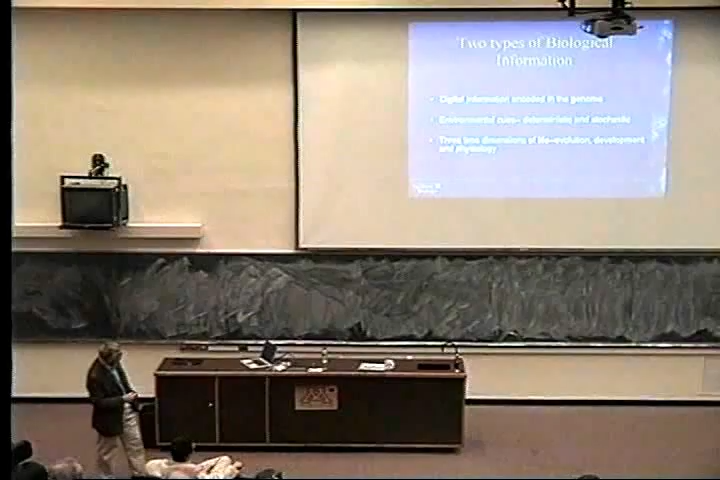 Two types of Biological
Information
• Digital information encoded in the genome
• Environmental cues– deterministic and stochastic
• Three time dimensions of life–evolution, development
and physiology